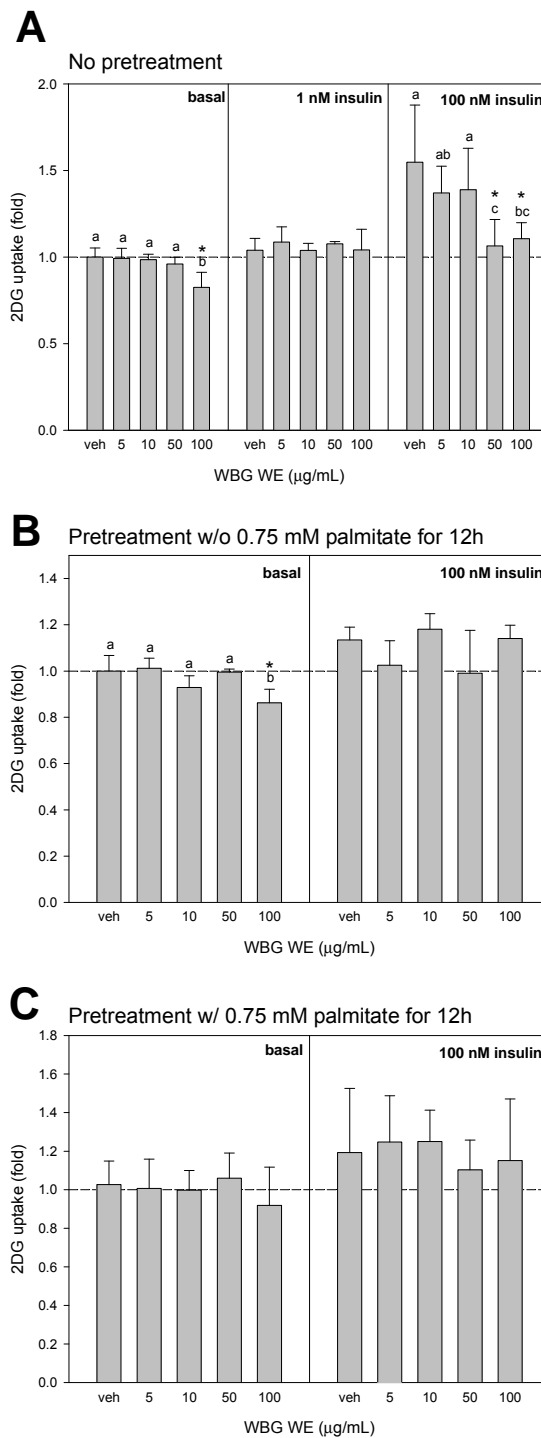 A
No pretreatment
basal
1 nM insulin
100 nM insulin
2DG uptake (fold)
2.0
1.5
1.0
0.5
0.0
a a a a * b
a ab a * c * bc
veh 5 10 50 100 veh 5 10 50 100 veh 5 10 50 100
WBG WE (μg/mL)
B
Pretreatment w/o 0.75 mM palmitate for 12h
basal
100 nM insulin
2DG uptake (fold)
1.4
1.2
1.0
0.8
0.6
0.4
0.2
0.0
a a a a * b
veh 5 10 50 100 veh 5 10 50 100
WBG WE (μg/mL)
C
Pretreatment w/ 0.75 mM palmitate for 12h
basal
100 nM insulin
2DG uptake (fold)
1.8
1.6
1.4
1.2
1.0
0.8
0.6
0.4
0.2
0.0
veh 5 10 50 100 veh 5 10 50 100
WBG WE (μg/mL)